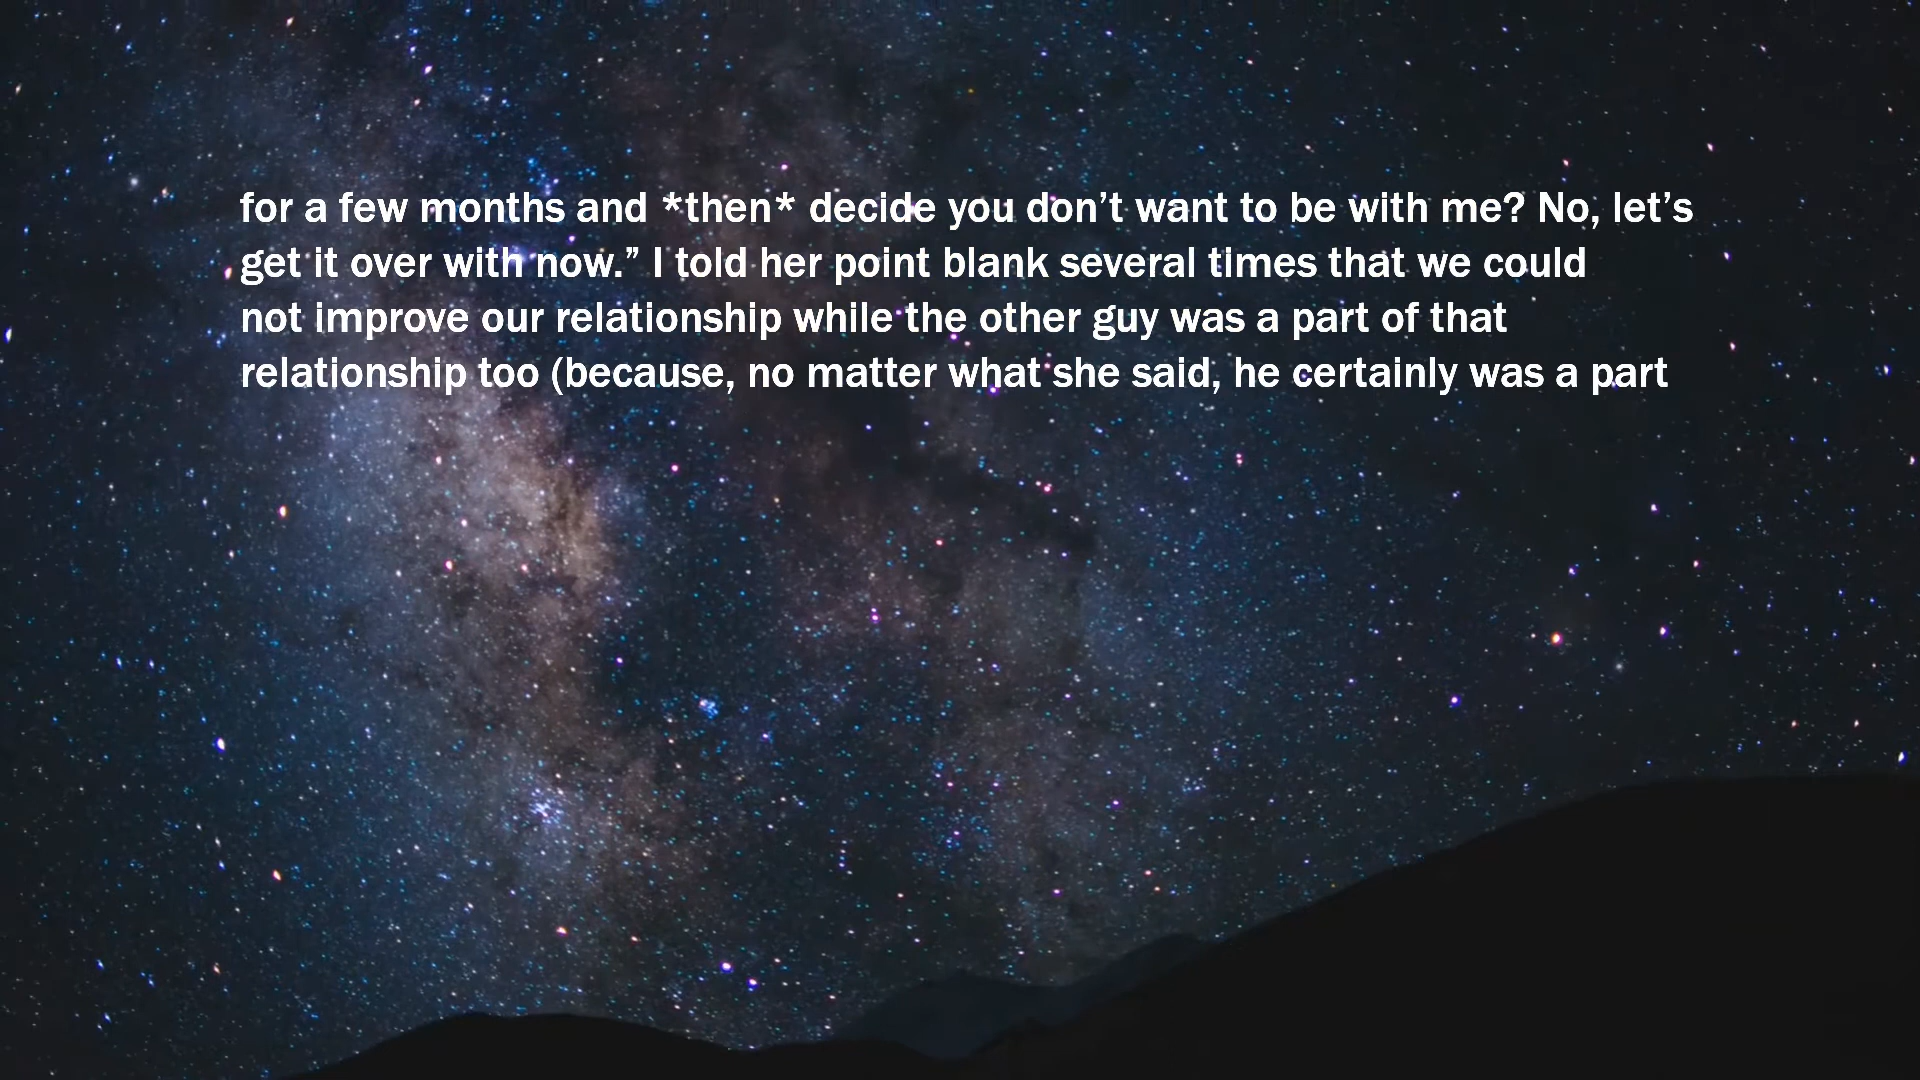 for a few months and *then* decide you don’t want to be with me? No, let’s
get it over with now.” I told her point blank several times that we could
not improve our relationship while the other guy was a part of that
relationship too (because, no matter what she said, he certainly was a part